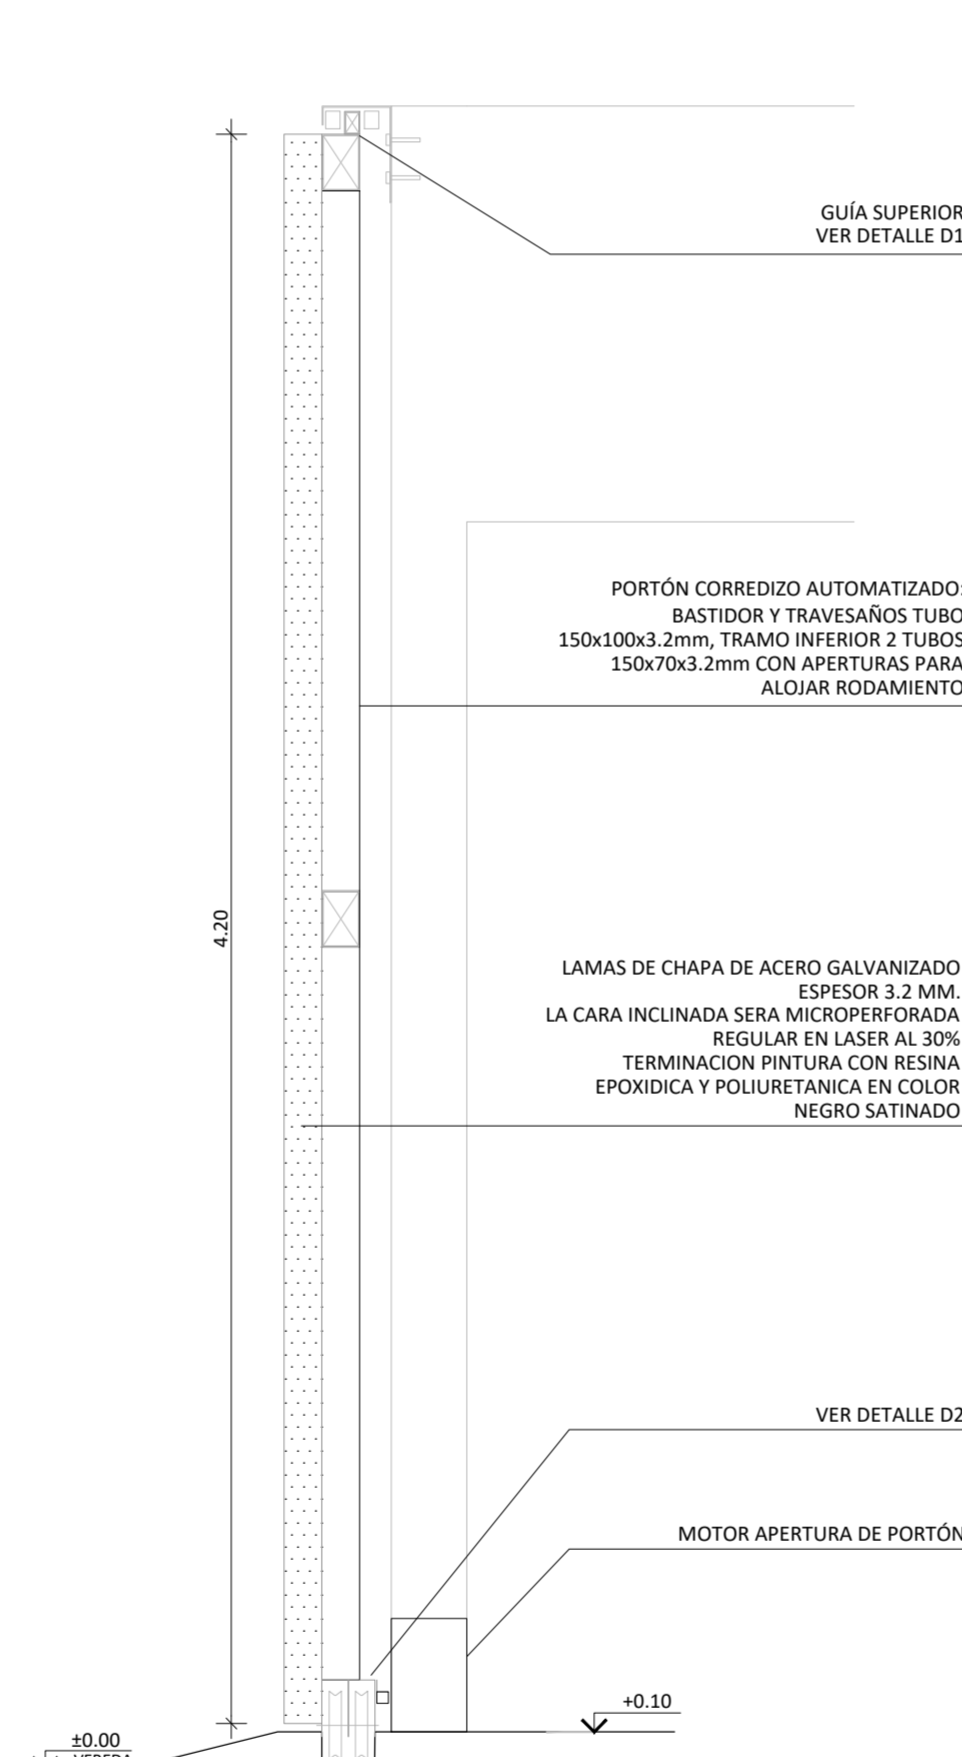 GUÍA SUPERIOR
VER DETALLE D1
PORTÓN CORREDIZO AUTOMATIZADO:
BASTIDOR Y TRAVESAÑOS TUBO
150x100x3.2mm, TRAMO INFERIOR 2 TUBOS
150x70x3.2mm CON APERTURAS PARA
ALOJAR RODAMIENTO
4.20
LAMAS DE CHAPA DE ACERO GALVANIZADO
ESPESOR 3.2 MM.
LA CARA INCLINADA SERA MICROPERFORADA
REGULAR EN LASER AL 30%
TERMINACION PINTURA CON RESINA
EPOXIDICA Y POLIURETANICA EN COLOR
NEGRO SATINADO
VER DETALLE D2
MOTOR APERTURA DE PORTÓN
+0.10
±0.00
VEREDA